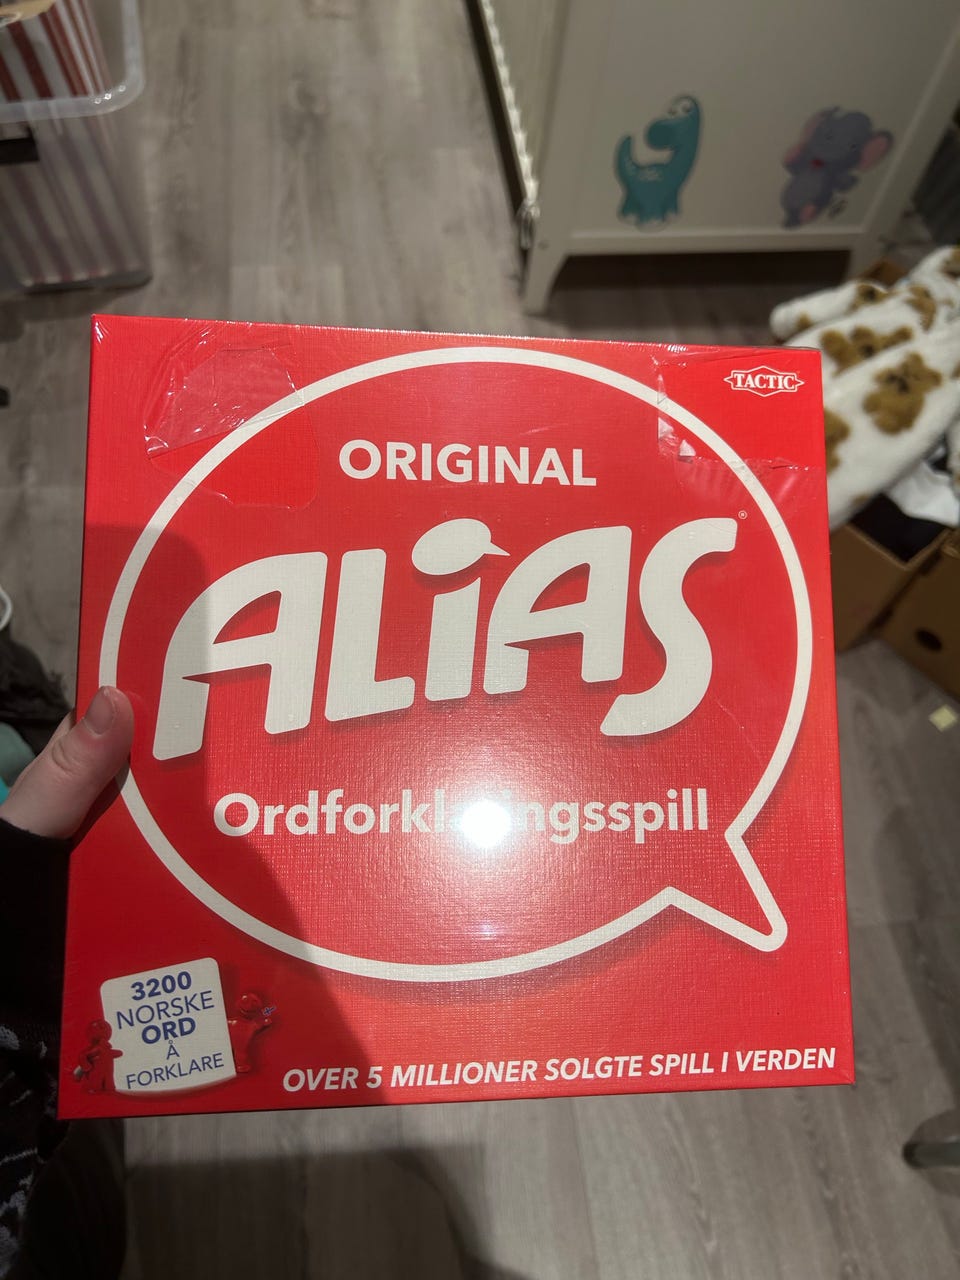 TACTIC
ORIGINAL
ALiAS®
3200
NORSKE
ORD
Å
FORKLARE
OVER 5 MILLIONER SOLGTE SPILL I VERDEN